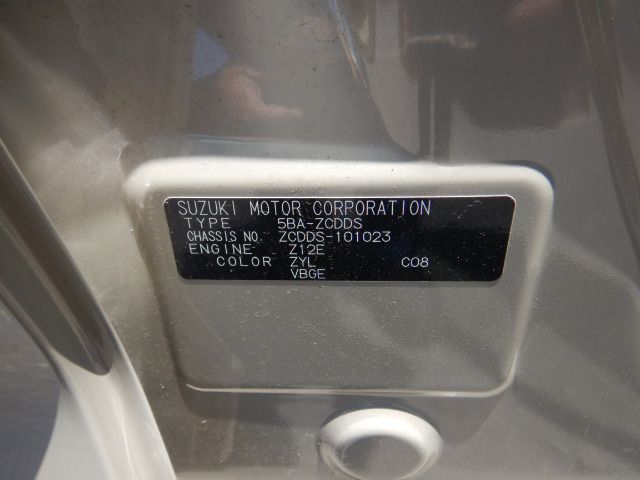 SUZUKI MOTOR CORPORATION
TYPE 5BA-ZCDDS
CHASSIS NO. ZCDDS-101023
ENGINE Z12E
COLOR ZYL C08
VBGE